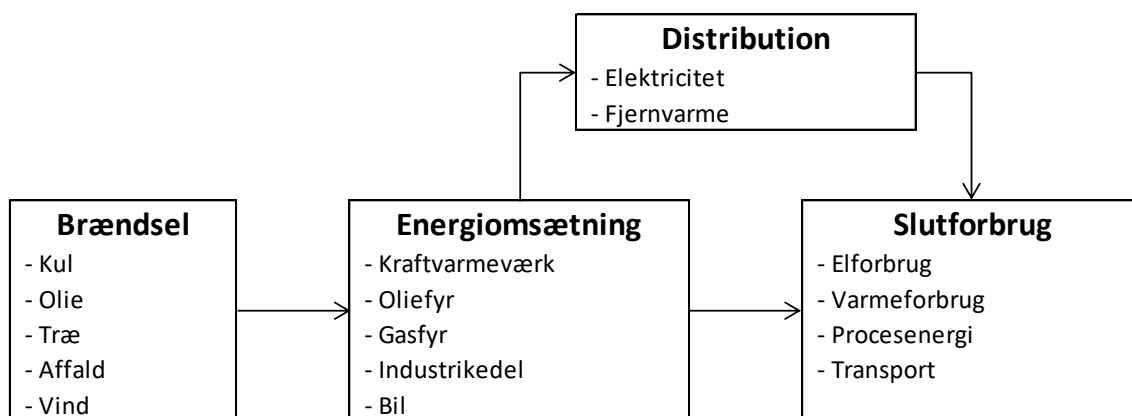 Distribution
- Elektricitet
- Fjernvarme
Brændsel
- Kul
- Olie
- Træ
- Affald
- Vind
Energiomsætning
- Kraftvarmeværk
- Oliefyr
- Gasfyr
- Industrikedel
- Bil
Slutforbrug
- Elforbrug
- Varmeforbrug
- Procesenergi
- Transport